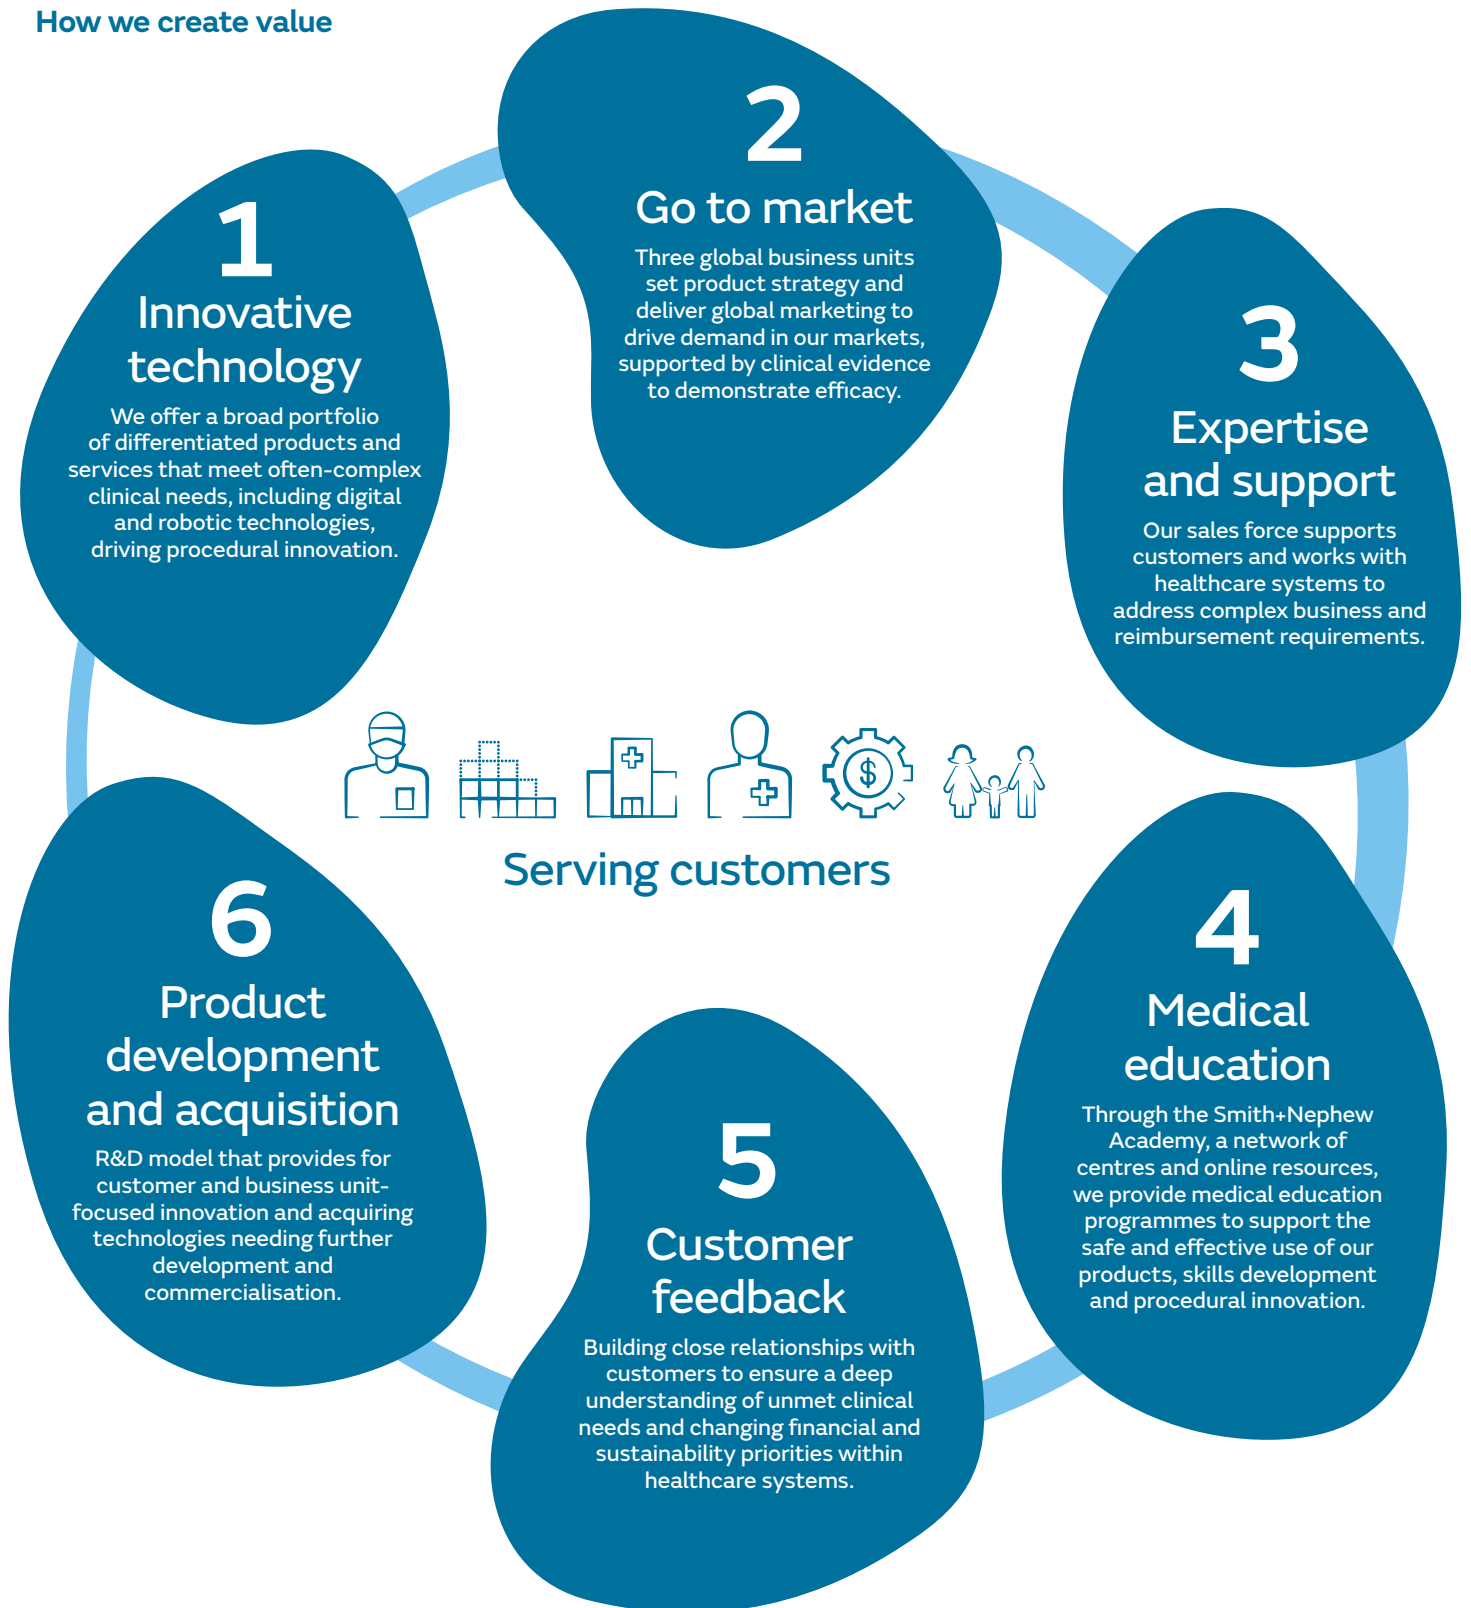 How we create value
1
Innovative
technology
We offer a broad portfolio
of differentiated products and
services that meet often-complex
clinical needs, including digital
and robotic technologies,
driving procedural innovation.
2
Go to market
Three global business units
set product strategy and
deliver global marketing to
drive demand in our markets,
supported by clinical evidence
to demonstrate efficacy.
3
Expertise
and support
Our sales force supports
customers and works with
healthcare systems to
address complex business and
reimbursement requirements.
$
Serving customers
4
Medical
education
Through the Smith+Nephew
Academy, a network of
centres and online resources,
we provide medical education
programmes to support the
safe and effective use of our
products, skills development
and procedural innovation.
5
Customer
feedback
Building close relationships with
customers to ensure a deep
understanding of unmet clinical
needs and changing financial and
sustainability priorities within
healthcare systems.
6
Product
development
and acquisition
R&D model that provides for
customer and business unit-
focused innovation and acquiring
technologies needing further
development and
commercialisation.